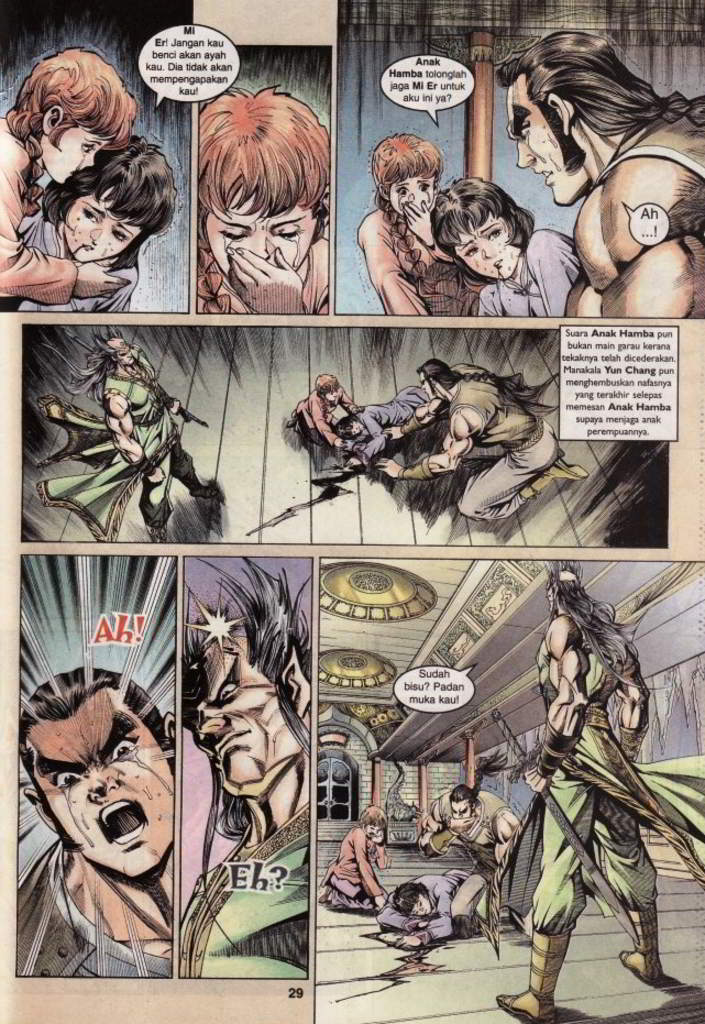 Mi
Er! Jangan kau
benci akan ayah
kau. Dia tidak akan
mempengapakan
kau!
Anak
Hamba tolonglah
jaga Mi Er untuk
aku ini ya?
Ah
...!
Suara Anak Hamba pun
bukan main garau kerana
tekaknya telah dicederakan.
Manakala Yun Chang pun
menghembuskan nafasnya
yang terakhir selepas
memesan Anak Hamba
supaya menjaga anak
perempuannya.
Ah!
Eh?
Sudah
bisu? Padan
muka kau!
29